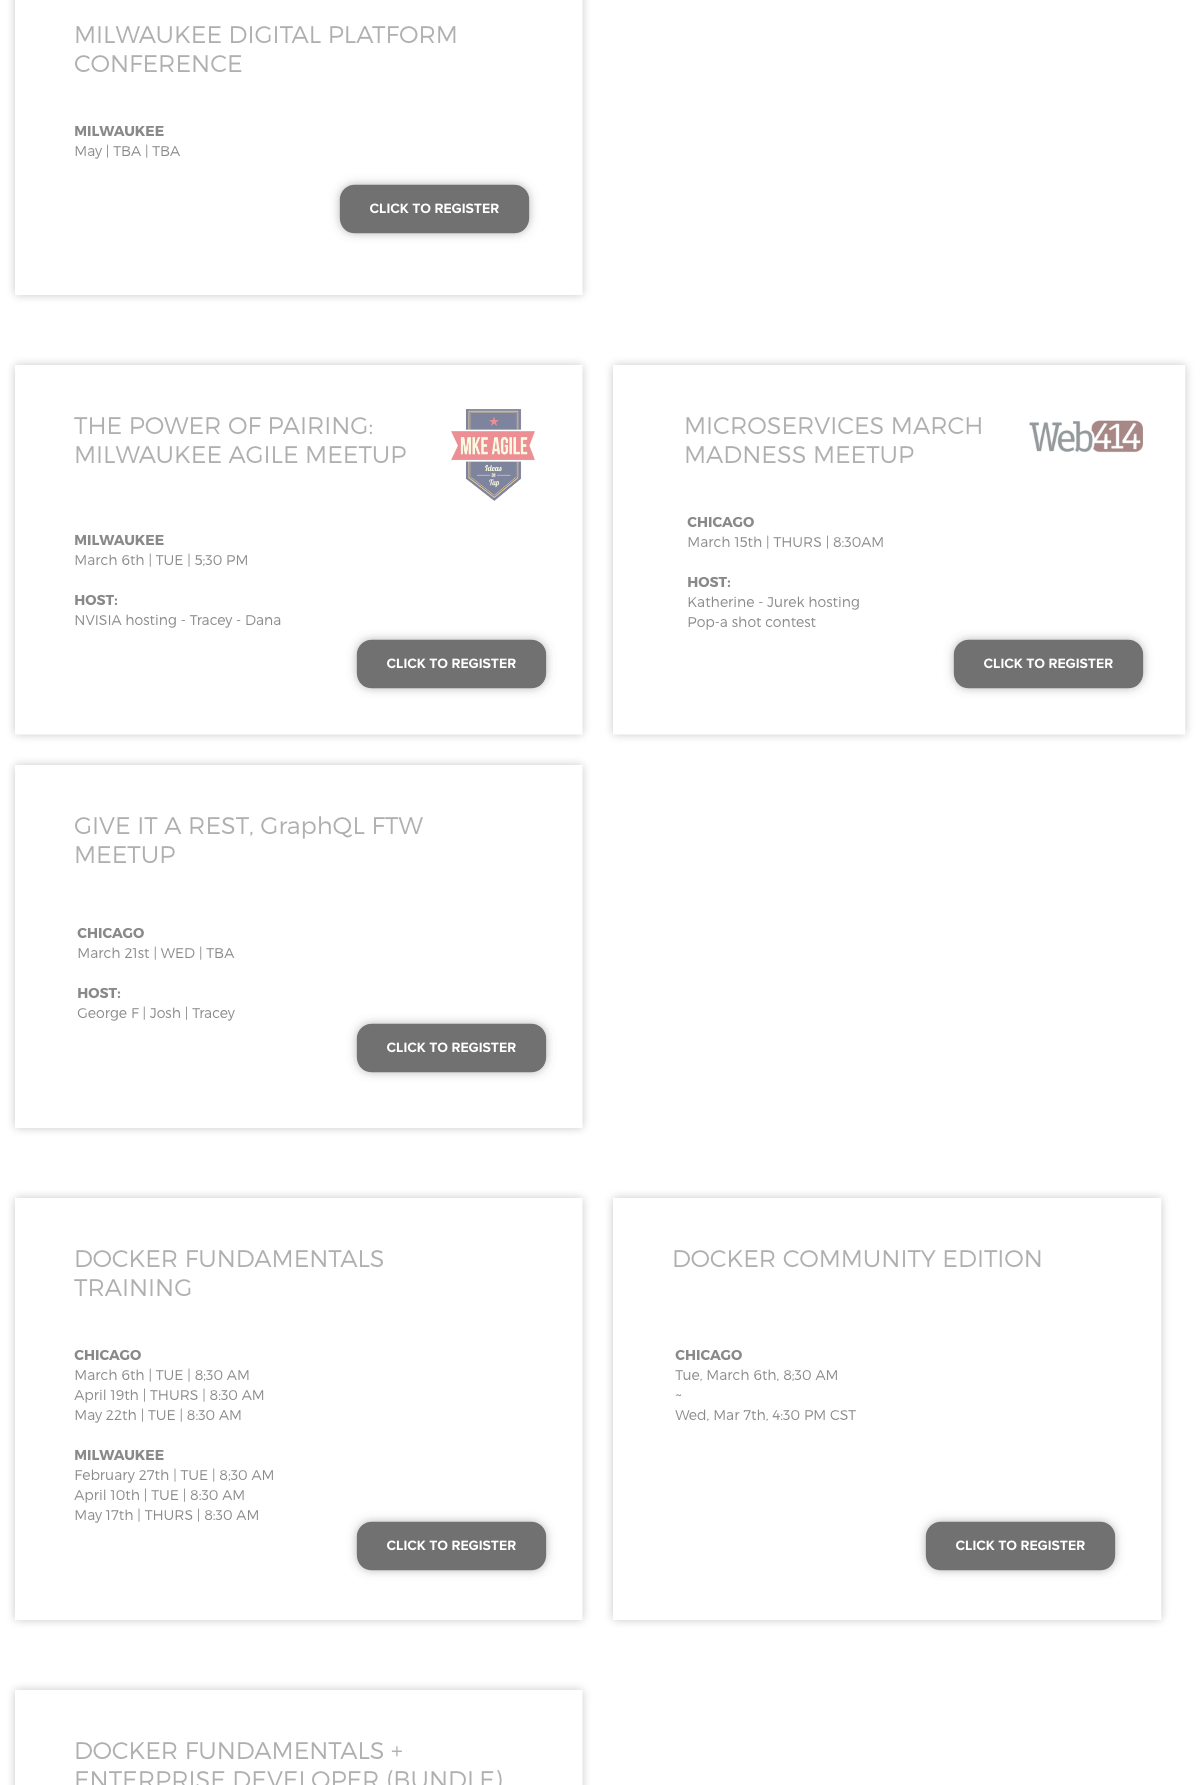 MILWAUKEE DIGITAL PLATFORM
CONFERENCE
MILWAUKEE
May | TBA | TBA
CLICK TO REGISTER
THE POWER OF PAIRING:
MILWAUKEE AGILE MEETUP
MKE AGILE
Ideas
on
Tap
MILWAUKEE
March 6th | TUE | 5;30 PM
HOST:
NVISIA hosting - Tracey - Dana
CLICK TO REGISTER
MICROSERVICES MARCH
MADNESS MEETUP
Web414
CHICAGO
March 15th | THURS | 8:30AM
HOST:
Katherine - Jurek hosting
Pop-a shot contest
CLICK TO REGISTER
GIVE IT A REST, GraphQL FTW
MEETUP
CHICAGO
March 21st | WED | TBA
HOST:
George F | Josh | Tracey
CLICK TO REGISTER
DOCKER FUNDAMENTALS
TRAINING
CHICAGO
March 6th | TUE | 8;30 AM
April 19th | THURS | 8:30 AM
May 22th | TUE | 8:30 AM
MILWAUKEE
February 27th | TUE | 8;30 AM
April 10th | TUE | 8:30 AM
May 17th | THURS | 8:30 AM
CLICK TO REGISTER
DOCKER COMMUNITY EDITION
CHICAGO
Tue, March 6th, 8;30 AM
~
Wed, Mar 7th, 4:30 PM CST
CLICK TO REGISTER
DOCKER FUNDAMENTALS +
ENTERPRISE DEVELOPER (BUNDLE)